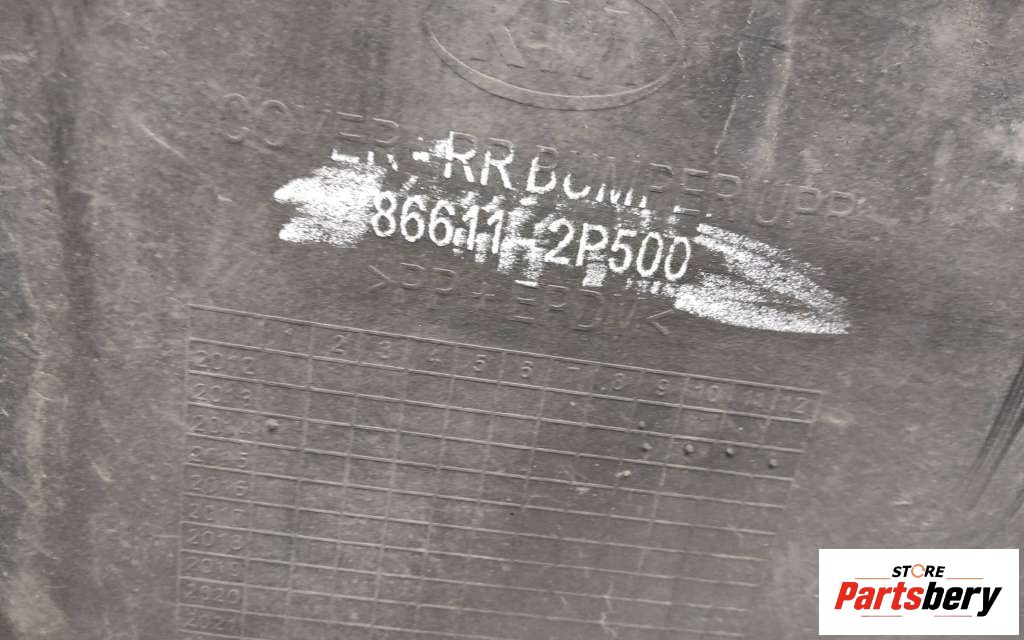 KIA
COVER-RR BUMPER UPR
86611-2P500
>PP+EPDM<
1 2 3 4 5 6 7 8 9 10 11 12
2012
2013
2014
2015
2016
2017
2018
2019
STORE
Partsbery